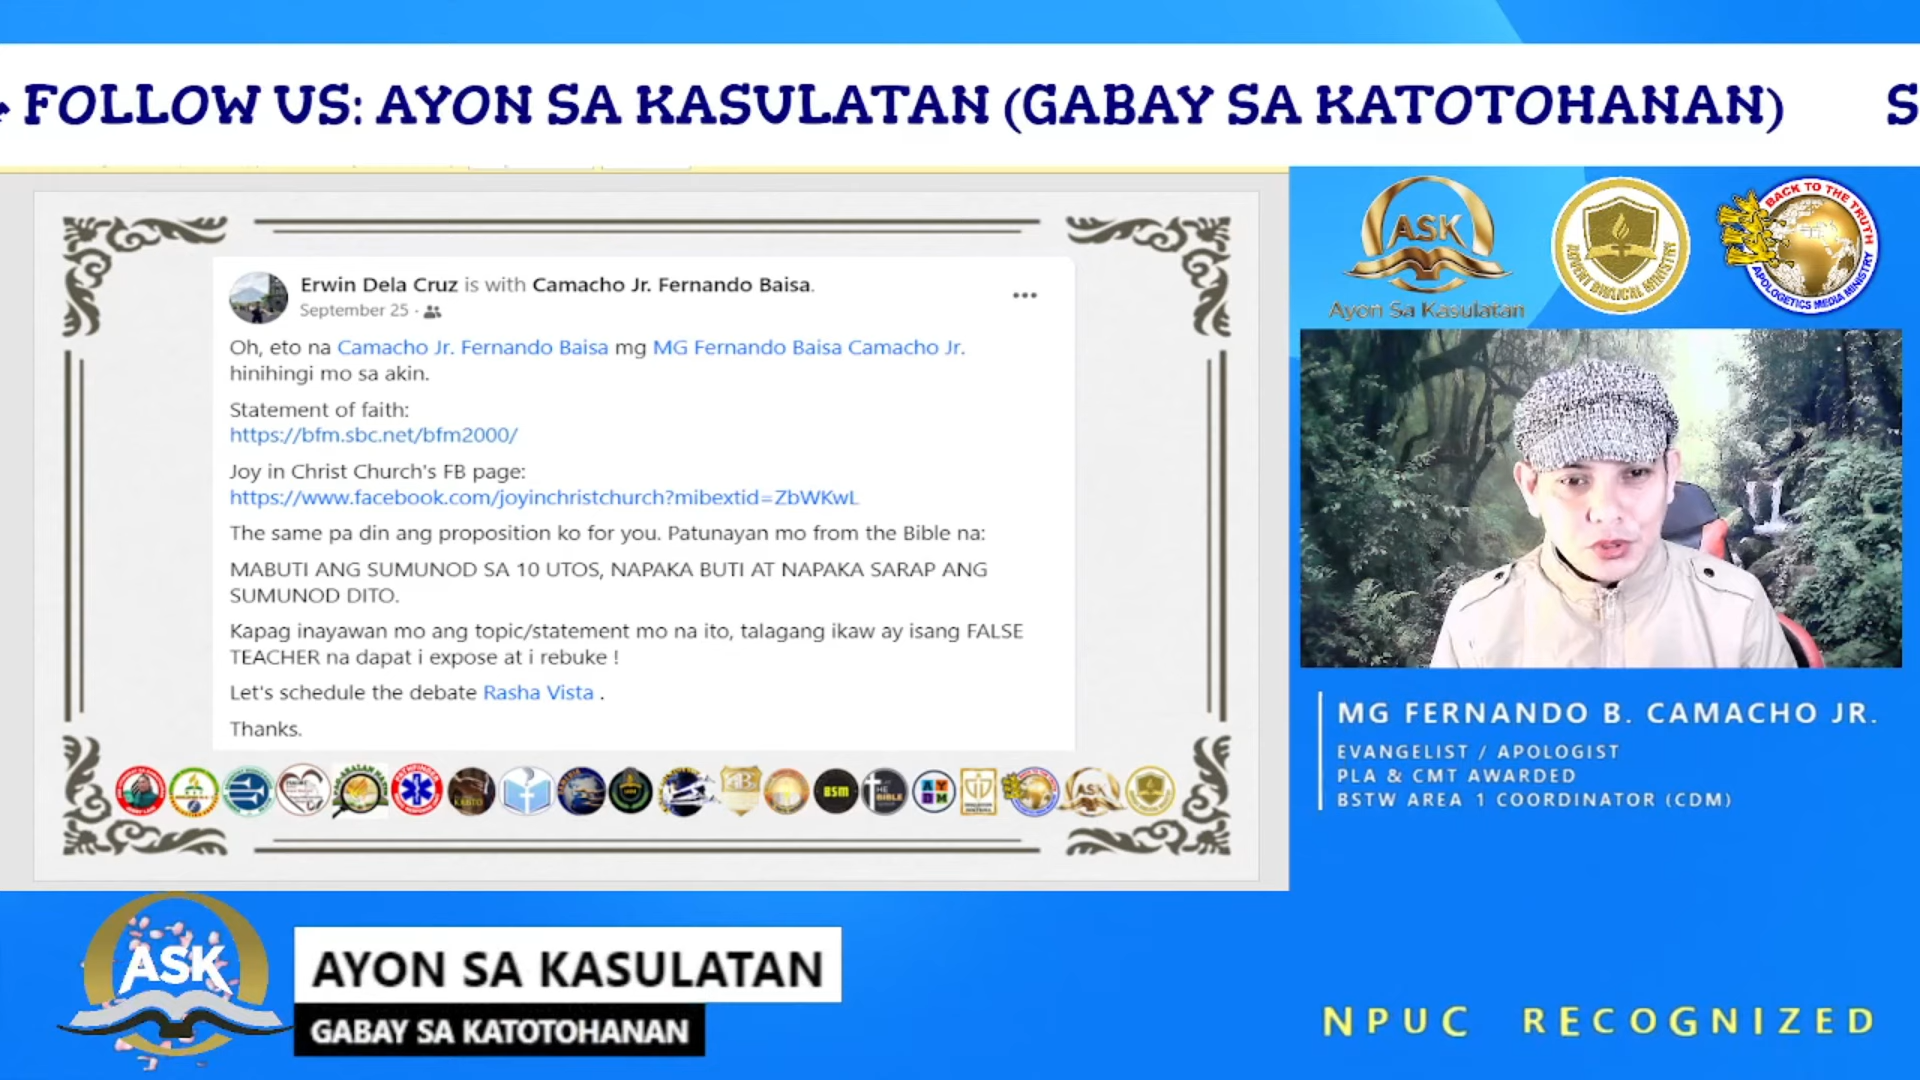 FOLLOW US: AYON SA KASULATAN (GABAY SA KATOTOHANAN) S
ASK
Ayon Sa Kasulatan
ADVENT BIBLICAL MINISTRY
BACK TO THE TRUTH
APOLOGETICS MEDIA MINISTRY
Erwin Dela Cruz is with Camacho Jr. Fernando Baisa.
September 25 ·
Oh, eto na Camacho Jr. Fernando Baisa mg MG Fernando Baisa Camacho Jr.
hinihingi mo sa akin.
Statement of faith:
https://bfm.sbc.net/bfm2000/
Joy in Christ Church's FB page:
https://www.facebook.com/joyinchristchurch?mibextid=ZbWKwL
The same pa din ang proposition ko for you. Patunayan mo from the Bible na:
MABUTI ANG SUMUNOD SA 10 UTOS, NAPAKA BUTI AT NAPAKA SARAP ANG
SUMUNOD DITO.
Kapag inayawan mo ang topic/statement mo na ito, talagang ikaw ay isang FALSE
TEACHER na dapat i expose at i rebuke !
Let's schedule the debate Rasha Vista .
Thanks.
BSM
MG FERNANDO B. CAMACHO JR.
EVANGELIST / APOLOGIST
PLA & CMT AWARDED
BSTW AREA 1 COORDINATOR (CDM)
ASK
AYON SA KASULATAN
GABAY SA KATOTOHANAN
NPUC RECOGNIZED